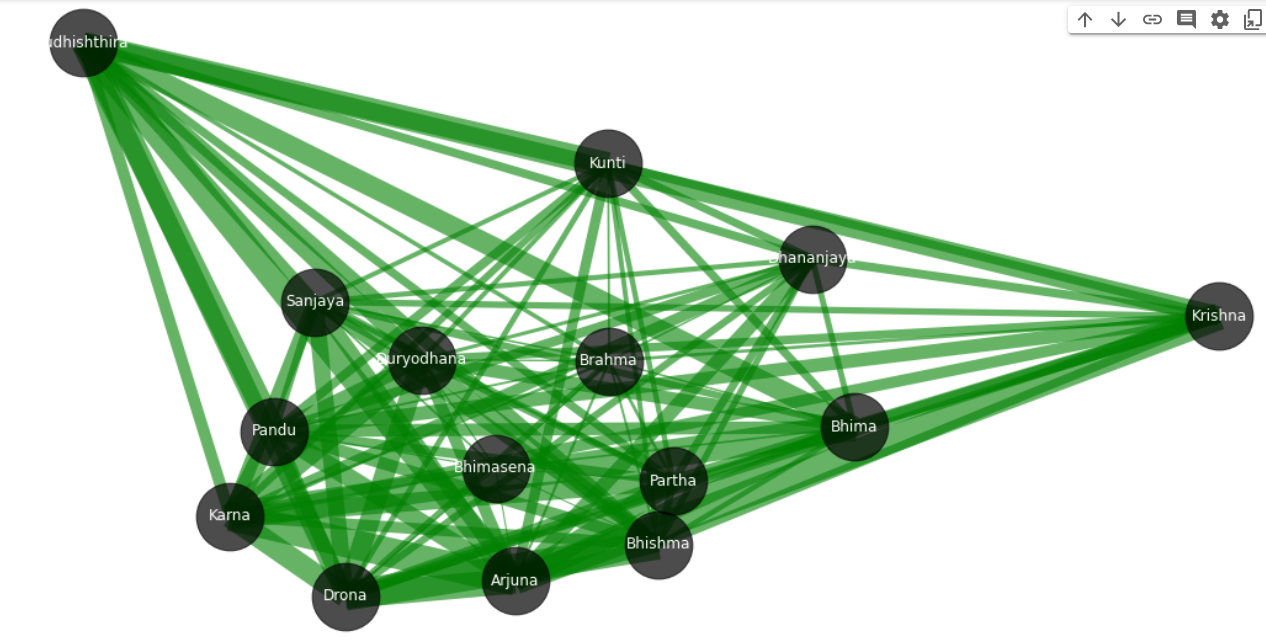 udhishthira
Kunti
Dhananjaya
Sanjaya
Krishna
Duryodhana
Brahma
Pandu
Bhima
Bhimasena
Partha
Karna
Bhishma
Arjuna
Drona